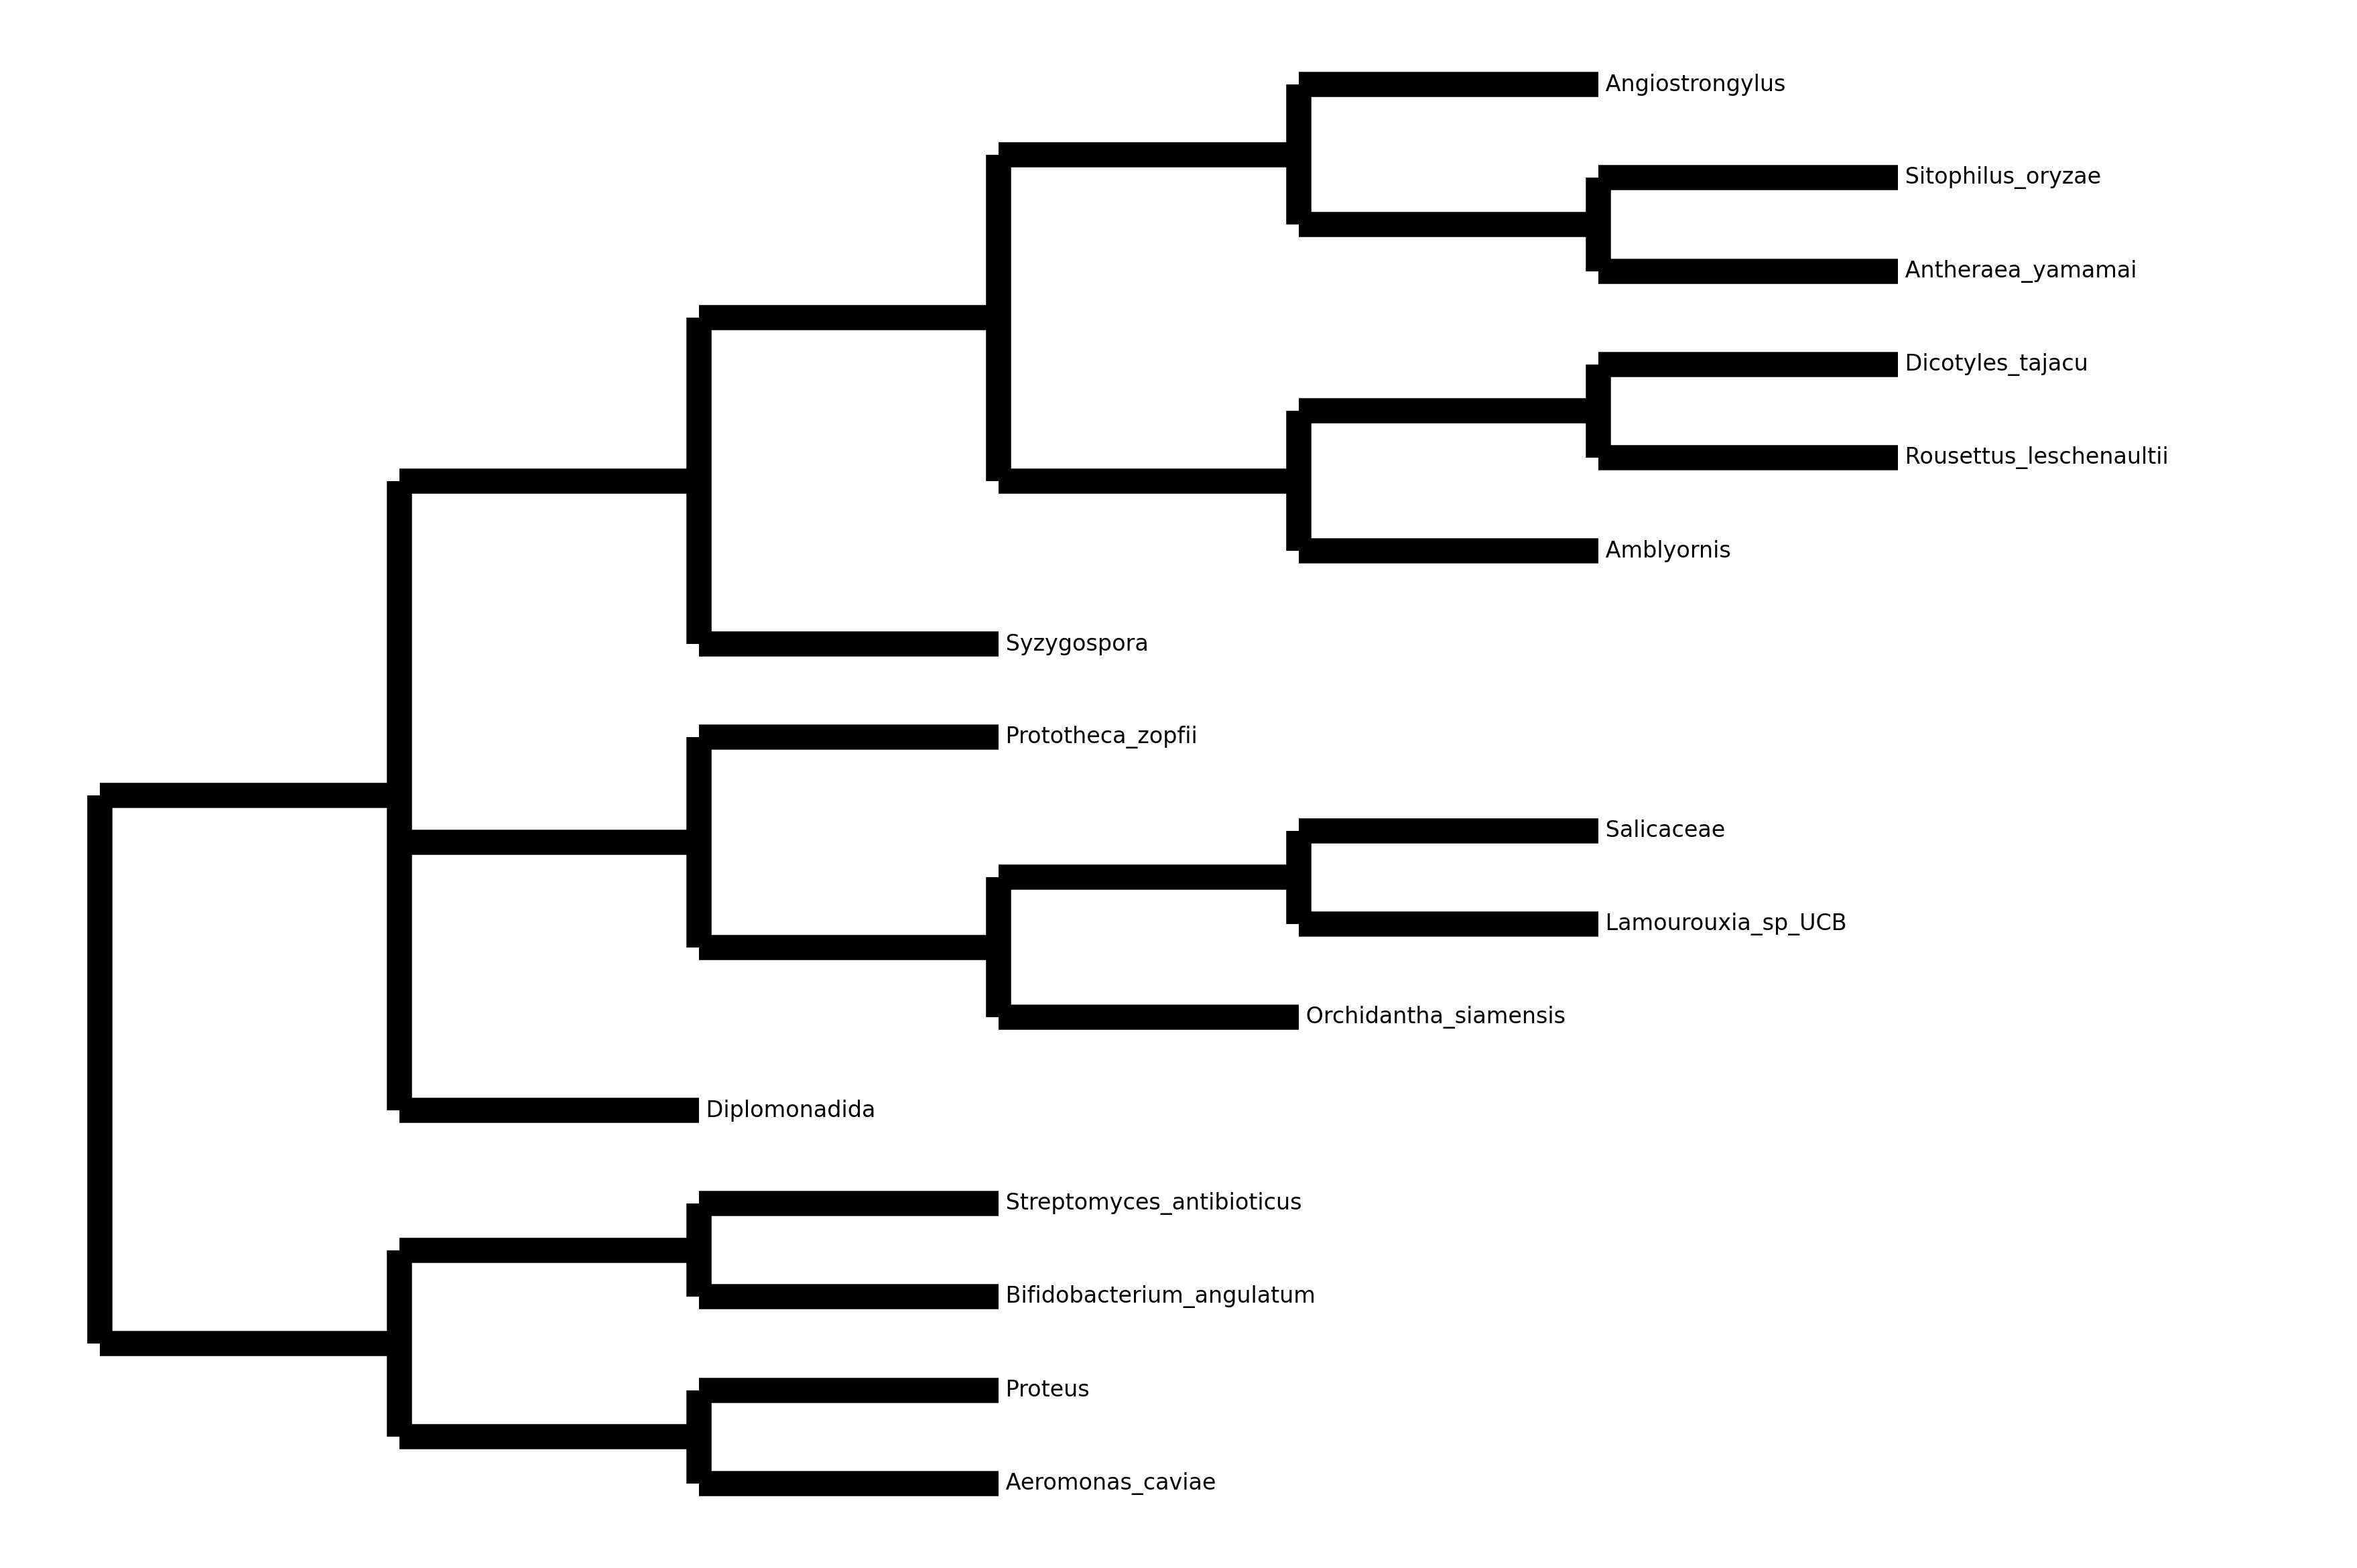 Angiostrongylus
Sitophilus_oryzae
Antheraea_yamamai
Dicotyles_tajacu
Rousettus_leschenaultii
Amblyornis
Syzygospora
Prototheca_zopfii
Salicaceae
Lamourouxia_sp_UCB
Orchidantha_siamensis
Diplomonadida
Streptomyces_antibioticus
Bifidobacterium_angulatum
Proteus
Aeromonas_caviae